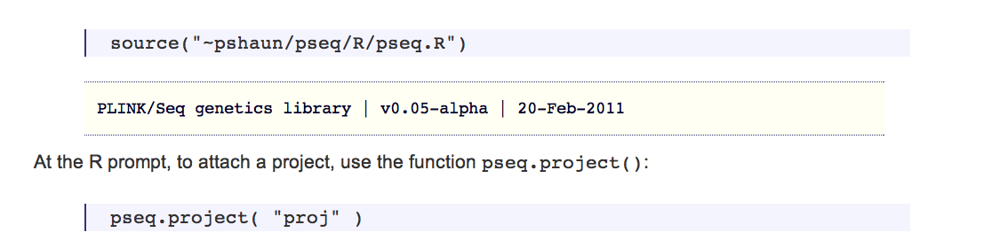 source("~pshaun/pseq/R/pseq.R")
PLINK/Seq genetics library | v0.05-alpha | 20-Feb-2011
At the R prompt, to attach a project, use the function pseq.project():
pseq.project( "proj" )